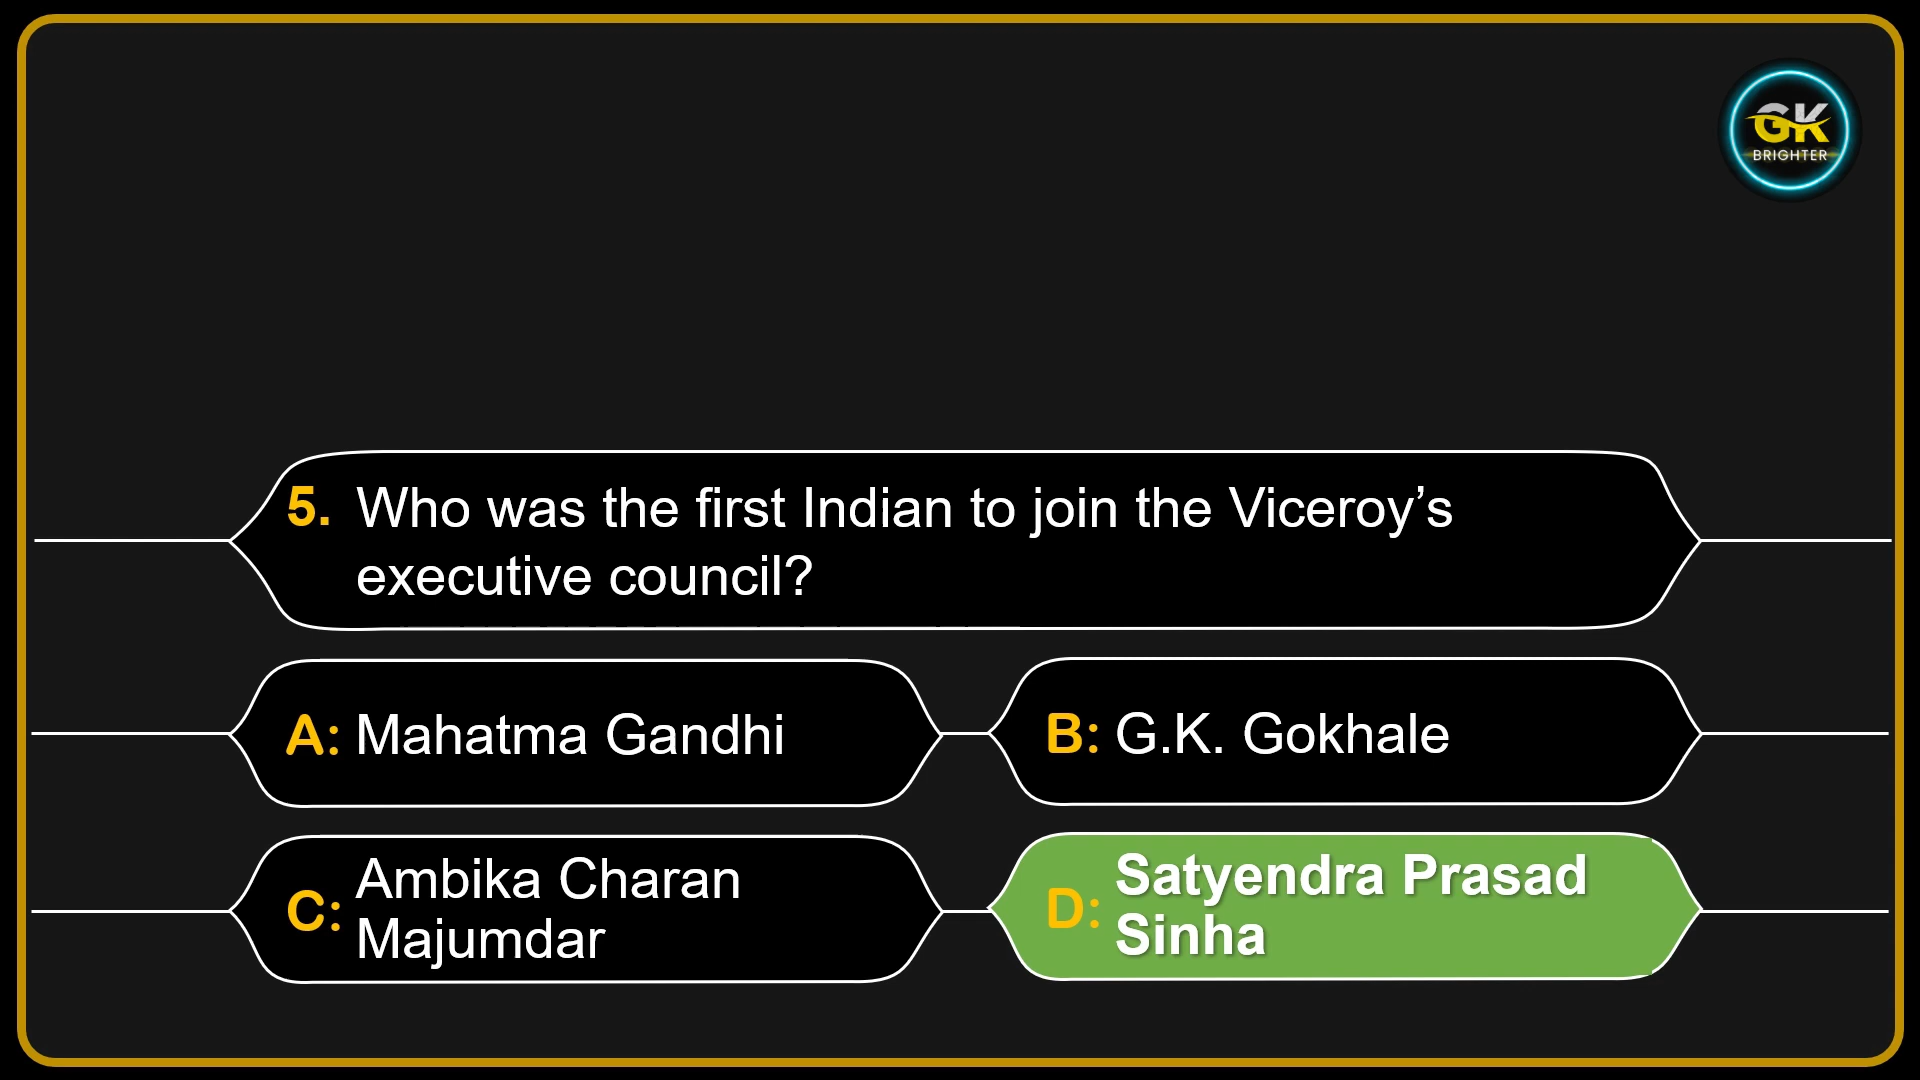 GK
BRIGHTER
5. Who was the first Indian to join the Viceroy’s
executive council?
A: Mahatma Gandhi
B: G.K. Gokhale
C: Ambika Charan
Majumdar
D: Satyendra Prasad
Sinha